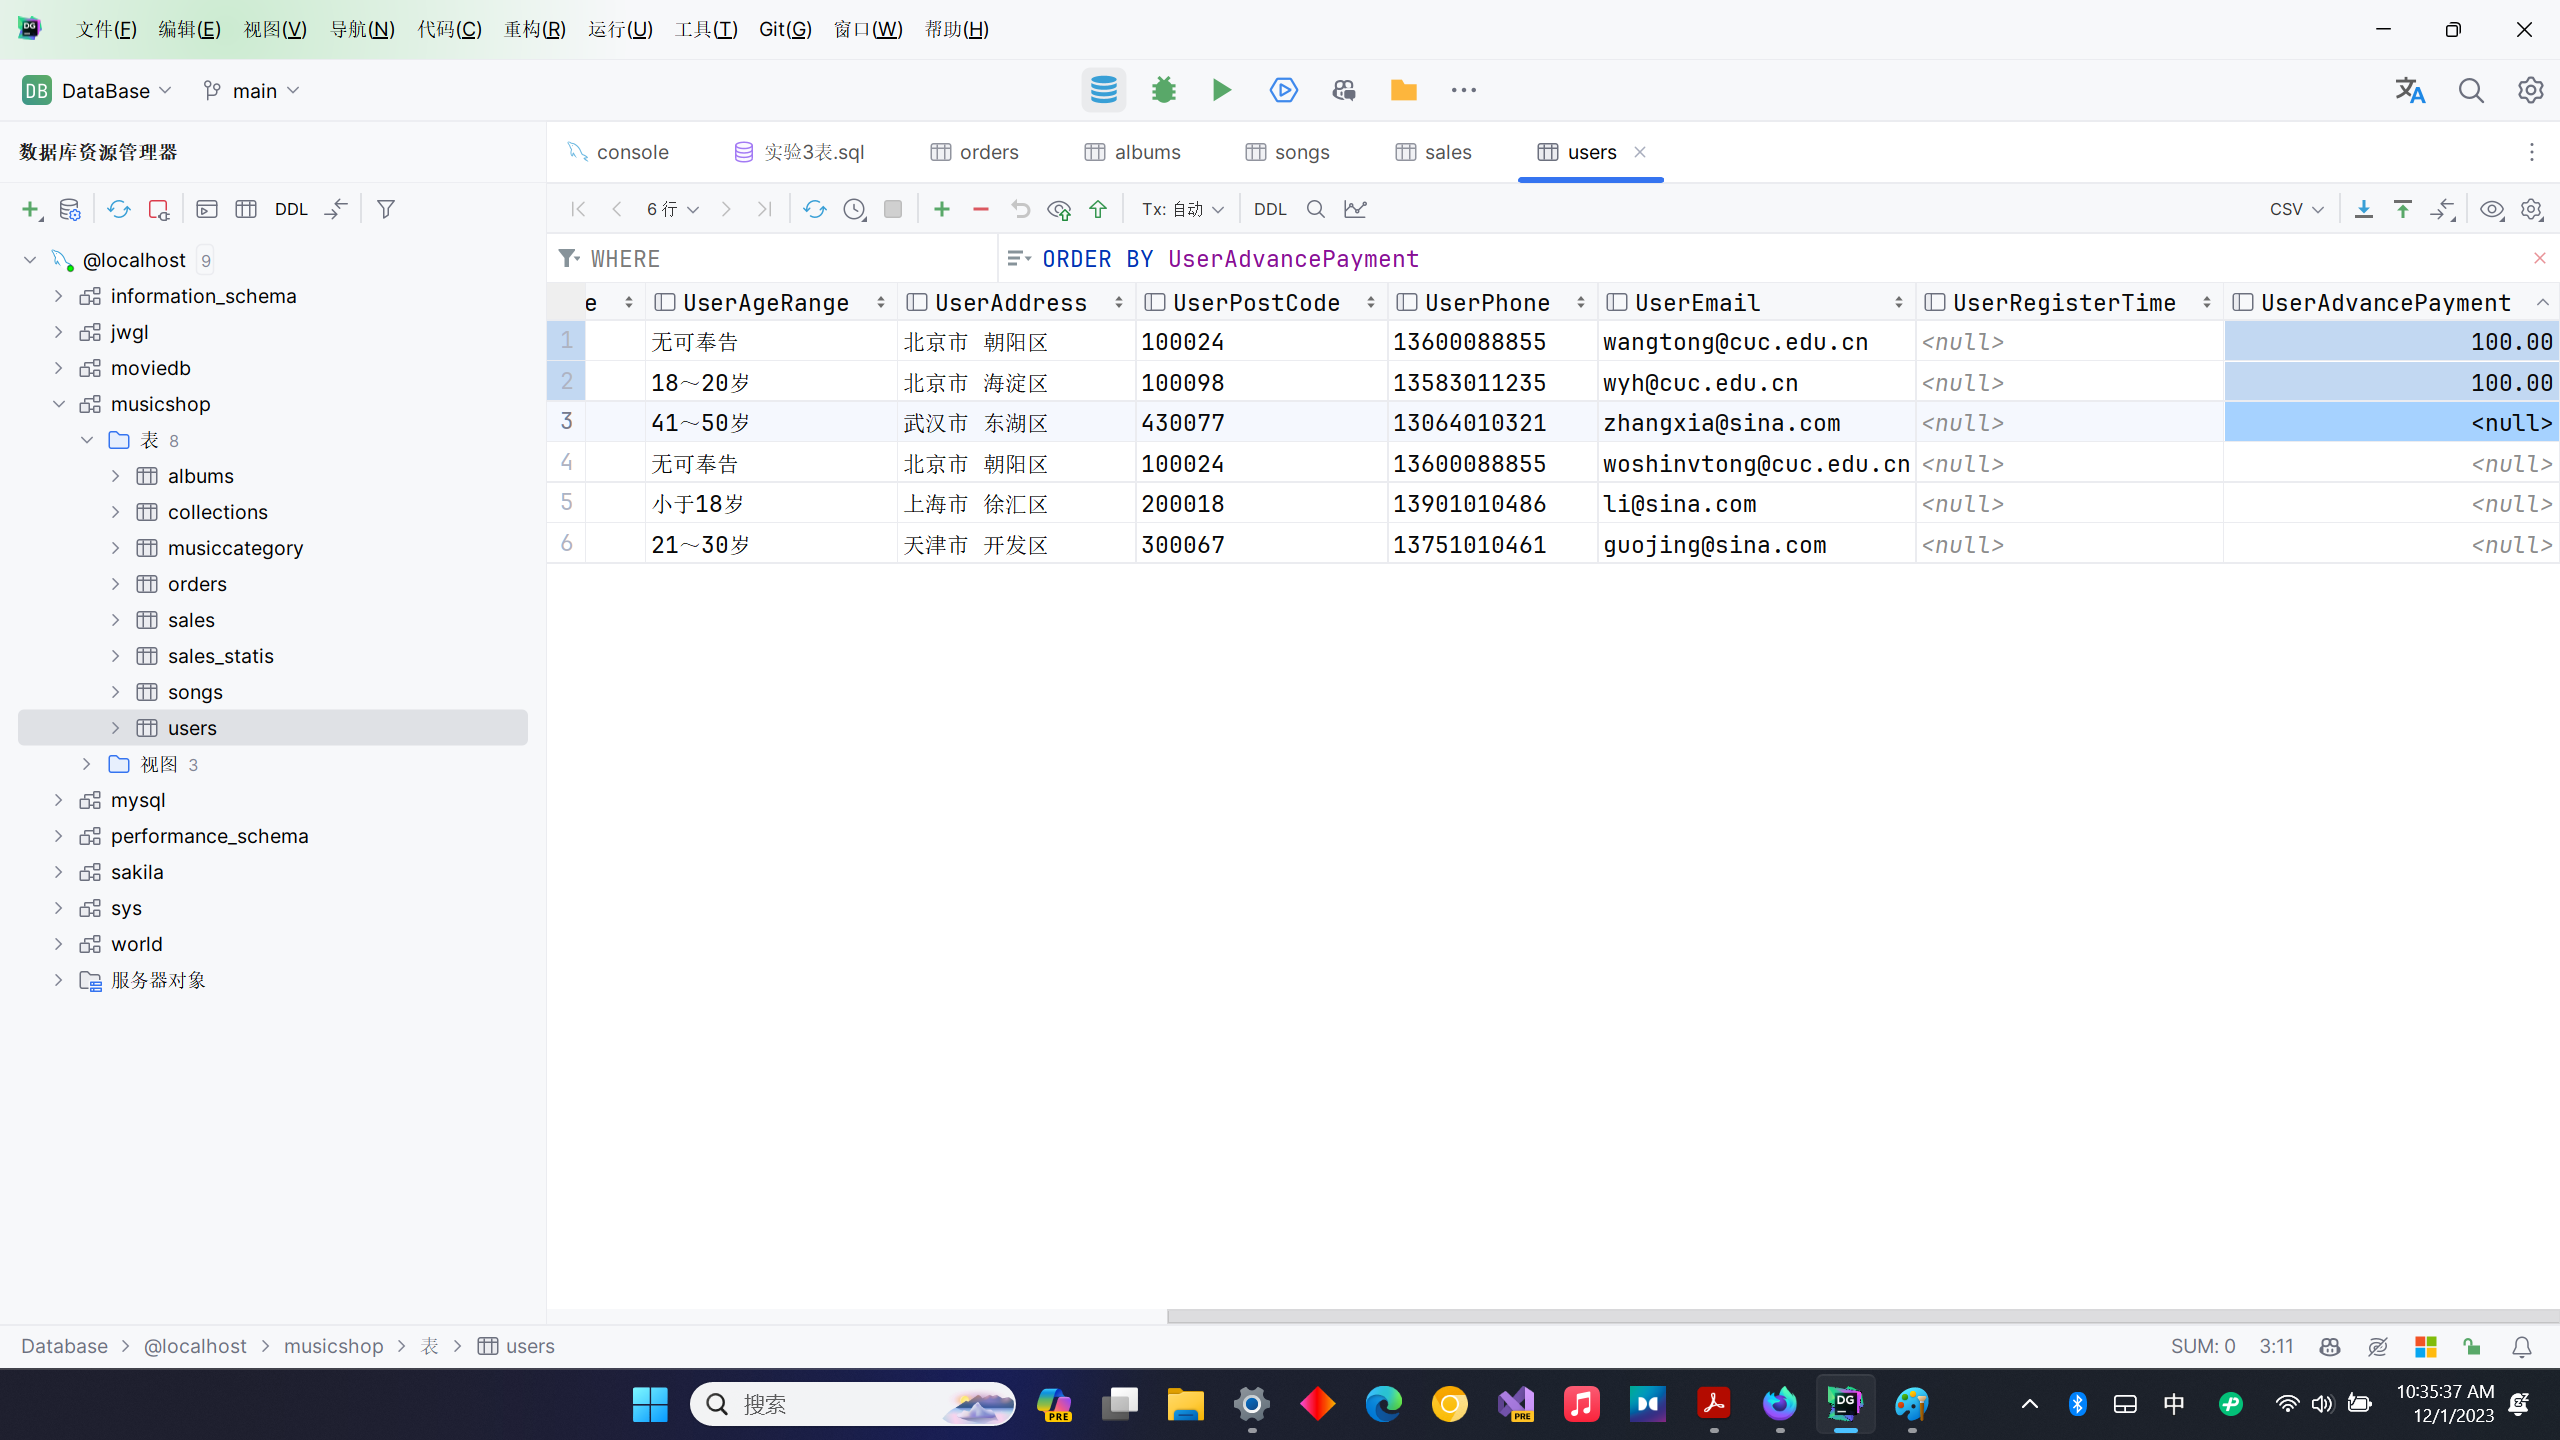 文件(F) 编辑(E) 视图(V) 导航(N) 代码(C) 重构(R) 运行(U) 工具(T) Git(G) 窗口(W) 帮助(H)
DB DataBase main
数据库资源管理器
console 实验3表.sql orders albums songs sales users
DDL
6 行 Tx: 自动 DDL CSV
@localhost 9
information_schema
jwgl
moviedb
musicshop
表 8
albums
collections
musiccategory
orders
sales
sales_statis
songs
users
视图 3
mysql
performance_schema
sakila
sys
world
服务器对象
WHERE ORDER BY UserAdvancePayment
e UserAgeRange UserAddress UserPostCode UserPhone UserEmail UserRegisterTime UserAdvancePayment
1 无可奉告 北京市 朝阳区 100024 13600088855 wangtong@cuc.edu.cn <null> 100.00
2 18～20岁 北京市 海淀区 100098 13583011235 wyh@cuc.edu.cn <null> 100.00
3 41～50岁 武汉市 东湖区 430077 13064010321 zhangxia@sina.com <null> <null>
4 无可奉告 北京市 朝阳区 100024 13600088855 woshinvtong@cuc.edu.cn <null> <null>
5 小于18岁 上海市 徐汇区 200018 13901010486 li@sina.com <null> <null>
6 21～30岁 天津市 开发区 300067 13751010461 guojing@sina.com <null> <null>
Database @localhost musicshop 表 users SUM: 0 3:11
搜索 PRE PRE DG 中 10:35:37 AM
12/1/2023